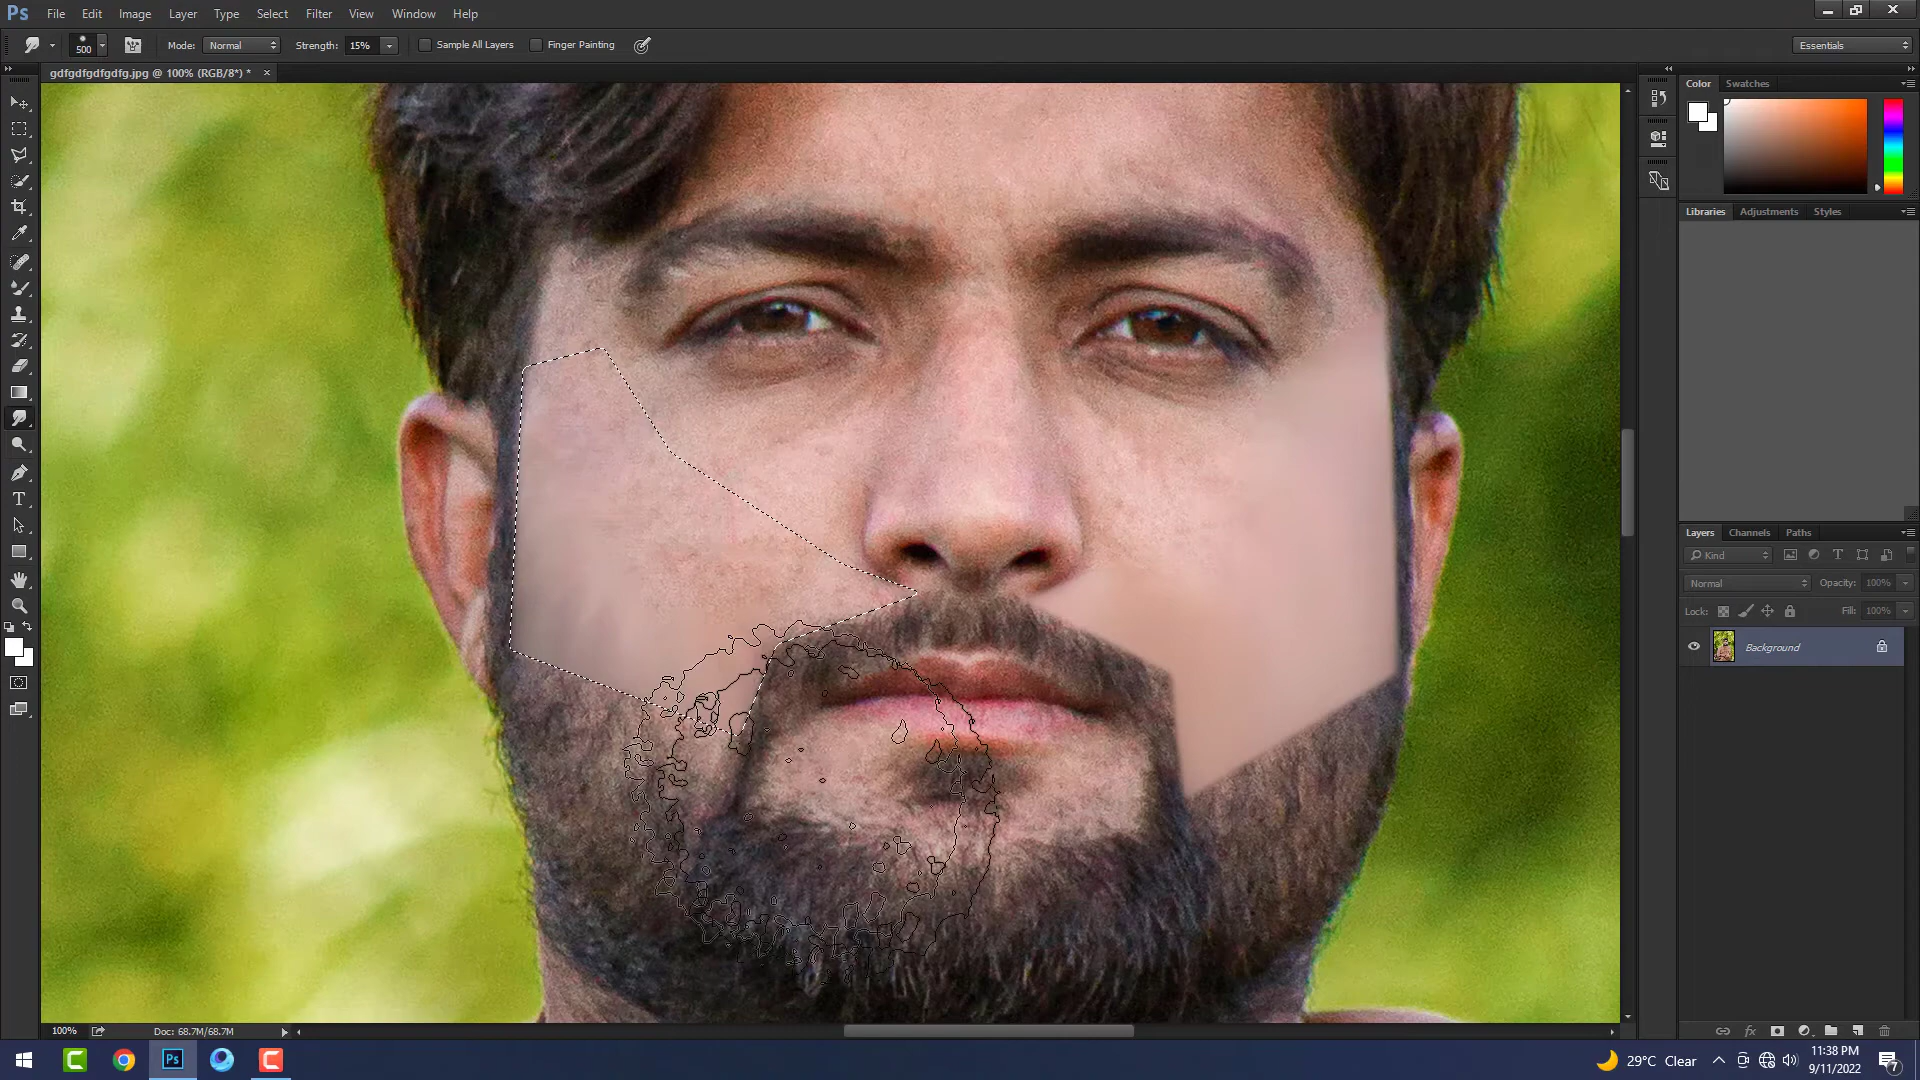 Ps File Edit Image Layer Type Select Filter View Window Help
500 Mode: Normal Strength: 15% Sample All Layers Finger Painting Essentials
gdfgdfgdfgdfg.jpg @ 100% (RGB/8*) * ×
Color Swatches
Libraries Adjustments Styles
Layers Channels Paths
Kind
Normal Opacity: 100%
Lock: Fill: 100%
Background
T
100% Doc: 68.7M/68.7M
fx
Ps
29°C Clear
11:38 PM
9/11/2022
7